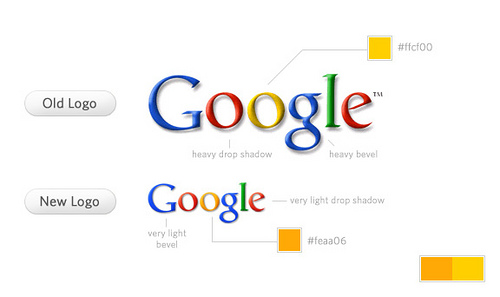 #ffcf00
Old Logo
Google™
heavy drop shadow
heavy bevel
New Logo
Google
very light drop shadow
very light
bevel
#feaa06